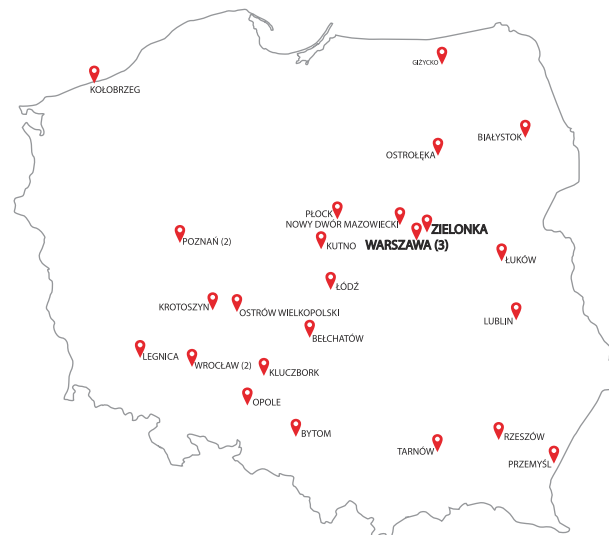 GIŻYCKO
KOŁOBRZEG
BIAŁYSTOK
OSTROŁĘKA
PŁOCK
NOWY DWÓR MAZOWIECKI
ZIELONKA
POZNAŃ (2)
KUTNO
WARSZAWA (3)
ŁUKÓW
ŁÓDŹ
KROTOSZYN
OSTRÓW WIELKOPOLSKI
LUBLIN
BEŁCHATÓW
LEGNICA
WROCŁAW (2)
KLUCZBORK
OPOLE
BYTOM
RZESZÓW
TARNÓW
PRZEMYŚL